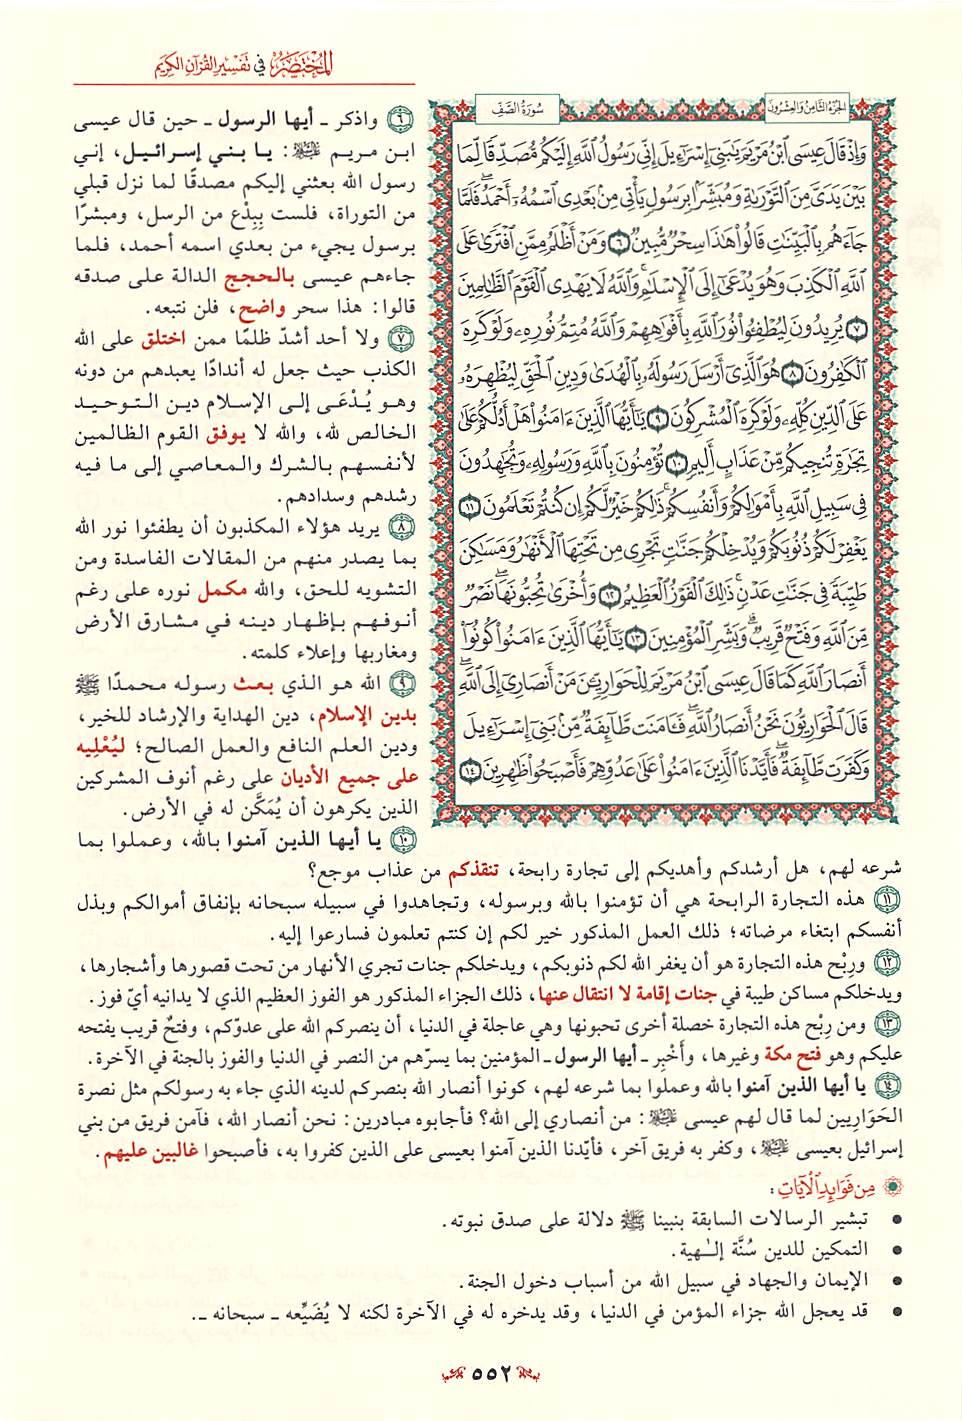 المختصر في تفسير القرآن الكريم
الجزء الثامن والعشرون
سورة الصف
وَإِذْ قَالَ عِيسَى ٱبْنُ مَرْيَمَ يَٰبَنِىٓ إِسْرَٰٓءِيلَ إِنِّى رَسُولُ ٱللَّهِ إِلَيْكُم مُّصَدِّقًا لِّمَا
بَيْنَ يَدَىَّ مِنَ ٱلتَّوْرَىٰةِ وَمُبَشِّرًۢا بِرَسُولٍ يَأْتِى مِنۢ بَعْدِى ٱسْمُهُۥٓ أَحْمَدُ ۖ فَلَمَّا
جَآءَهُم بِٱلْبَيِّنَٰتِ قَالُوا۟ هَٰذَا سِحْرٌ مُّبِينٌ ٦ وَمَنْ أَظْلَمُ مِمَّنِ ٱفْتَرَىٰ عَلَى
ٱللَّهِ ٱلْكَذِبَ وَهُوَ يُدْعَىٰٓ إِلَى ٱلْإِسْلَٰمِ ۚ وَٱللَّهُ لَا يَهْدِى ٱلْقَوْمَ ٱلظَّٰلِمِينَ
٧ يُرِيدُونَ لِيُطْفِـُٔوا۟ نُورَ ٱللَّهِ بِأَفْوَٰهِهِمْ وَٱللَّهُ مُتِمُّ نُورِهِۦ وَلَوْ كَرِهَ
ٱلْكَٰفِرُونَ ٨ هُوَ ٱلَّذِىٓ أَرْسَلَ رَسُولَهُۥ بِٱلْهُدَىٰ وَدِينِ ٱلْحَقِّ لِيُظْهِرَهُۥ
عَلَى ٱلدِّينِ كُلِّهِۦ وَلَوْ كَرِهَ ٱلْمُشْرِكُونَ ٩ يَٰٓأَيُّهَا ٱلَّذِينَ ءَامَنُوا۟ هَلْ أَدُلُّكُمْ عَلَىٰ
تِجَٰرَةٍ تُنجِيكُم مِّنْ عَذَابٍ أَلِيمٍ ١٠ تُؤْمِنُونَ بِٱللَّهِ وَرَسُولِهِۦ وَتُجَٰهِدُونَ
فِى سَبِيلِ ٱللَّهِ بِأَمْوَٰلِكُمْ وَأَنفُسِكُمْ ۚ ذَٰلِكُمْ خَيْرٌ لَّكُمْ إِن كُنتُمْ تَعْلَمُونَ ١١
يَغْفِرْ لَكُمْ ذُنُوبَكُمْ وَيُدْخِلْكُمْ جَنَّٰتٍ تَجْرِى مِن تَحْتِهَا ٱلْأَنْهَٰرُ وَمَسَٰكِنَ
طَيِّبَةً فِى جَنَّٰتِ عَدْنٍ ۚ ذَٰلِكَ ٱلْفَوْزُ ٱلْعَظِيمُ ١٢ وَأُخْرَىٰ تُحِبُّونَهَا ۖ نَصْرٌ
مِّنَ ٱللَّهِ وَفَتْحٌ قَرِيبٌ ۗ وَبَشِّرِ ٱلْمُؤْمِنِينَ ١٣ يَٰٓأَيُّهَا ٱلَّذِينَ ءَامَنُوا۟ كُونُوٓا۟
أَنصَارَ ٱللَّهِ كَمَا قَالَ عِيسَى ٱبْنُ مَرْيَمَ لِلْحَوَارِيِّـۧنَ مَنْ أَنصَارِىٓ إِلَى ٱللَّهِ ۖ
قَالَ ٱلْحَوَارِيُّونَ نَحْنُ أَنصَارُ ٱللَّهِ ۖ فَـَٔامَنَت طَّآئِفَةٌ مِّنۢ بَنِىٓ إِسْرَٰٓءِيلَ
وَكَفَرَت طَّآئِفَةٌ ۖ فَأَيَّدْنَا ٱلَّذِينَ ءَامَنُوا۟ عَلَىٰ عَدُوِّهِمْ فَأَصْبَحُوا۟ ظَٰهِرِينَ ١٤
٦ واذكر ـ أيها الرسول ـ حين قال عيسى
ابن مريم ﷺ: يا بني إسرائيل، إني
رسول الله بعثني إليكم مصدقًا لما نزل قبلي
من التوراة، فلست بِبِدْع من الرسل، ومبشرًا
برسول يجيء من بعدي اسمه أحمد، فلما
جاءهم عيسى بالحجج الدالة على صدقه
قالوا: هذا سحر واضح، فلن نتبعه.
٧ ولا أحد أشدّ ظلمًا ممن اختلق على الله
الكذب حيث جعل له أندادًا يعبدهم من دونه
وهو يُدْعَى إلى الإسلام دين التوحيد
الخالص لله، والله لا يوفق القوم الظالمين
لأنفسهم بالشرك والمعاصي إلى ما فيه
رشدهم وسدادهم.
٨ يريد هؤلاء المكذبون أن يطفئوا نور الله
بما يصدر منهم من المقالات الفاسدة ومن
التشويه للحق، والله مكمل نوره على رغم
أنوفهم بإظهار دينه في مشارق الأرض
ومغاربها وإعلاء كلمته.
٩ الله هو الذي بعث رسوله محمدًا ﷺ
بدين الإسلام، دين الهداية والإرشاد للخير،
ودين العلم النافع والعمل الصالح؛ ليُعْلِيه
على جميع الأديان على رغم أنوف المشركين
الذين يكرهون أن يُمَكَّن له في الأرض.
١٠ يا أيها الذين آمنوا بالله، وعملوا بما
شرعه لهم، هل أرشدكم وأهديكم إلى تجارة رابحة، تنقذكم من عذاب موجع؟
١١ هذه التجارة الرابحة هي أن تؤمنوا بالله وبرسوله، وتجاهدوا في سبيله سبحانه بإنفاق أموالكم وبذل
أنفسكم ابتغاء مرضاته؛ ذلك العمل المذكور خير لكم إن كنتم تعلمون فسارعوا إليه.
١٢ ورِبْح هذه التجارة هو أن يغفر الله لكم ذنوبكم، ويدخلكم جنات تجري الأنهار من تحت قصورها وأشجارها،
ويدخلكم مساكن طيبة في جنات إقامة لا انتقال عنها، ذلك الجزاء المذكور هو الفوز العظيم الذي لا يدانيه أيّ فوز.
١٣ ومن رِبْح هذه التجارة خصلة أخرى تحبونها وهي عاجلة في الدنيا، أن ينصركم الله على عدوّكم، وفتحٌ قريب يفتحه
عليكم وهو فتح مكة وغيرها، وأَخْبِر ـ أيها الرسول ـ المؤمنين بما يسرّهم من النصر في الدنيا والفوز بالجنة في الآخرة.
١٤ يا أيها الذين آمنوا بالله وعملوا بما شرعه لهم، كونوا أنصار الله بنصركم لدينه الذي جاء به رسولكم مثل نصرة
الحَوَارِيين لما قال لهم عيسى ﷺ: من أنصاري إلى الله؟ فأجابوه مبادرين: نحن أنصار الله، فآمن فريق من بني
إسرائيل بعيسى ﷺ، وكفر به فريق آخر، فأيّدنا الذين آمنوا بعيسى على الذين كفروا به، فأصبحوا غالبين عليهم.
من فوائد الآيات:
• تبشير الرسالات السابقة بنبينا ﷺ دلالة على صدق نبوته.
• التمكين للدين سُنَّة إلـٰهية.
• الإيمان والجهاد في سبيل الله من أسباب دخول الجنة.
• قد يعجل الله جزاء المؤمن في الدنيا، وقد يدخره له في الآخرة لكنه لا يُضَيِّعه ـ سبحانه ـ.
٥٥٢